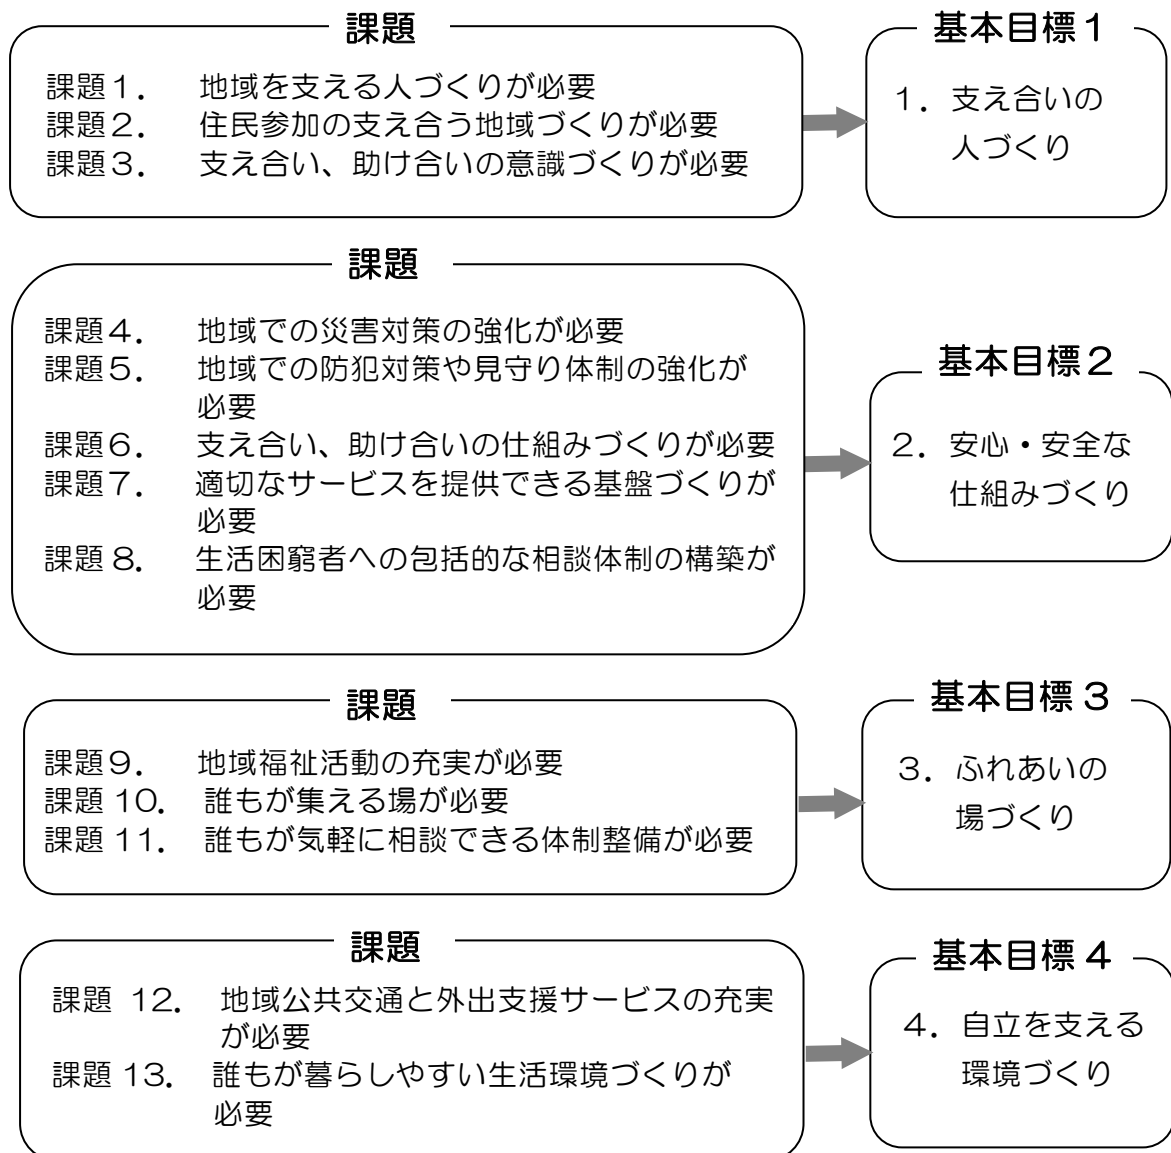 課題
課題１．　地域を支える人づくりが必要
課題２．　住民参加の支え合う地域づくりが必要
課題３．　支え合い、助け合いの意識づくりが必要
基本目標１
１．支え合いの
人づくり
課題
課題４．　地域での災害対策の強化が必要
課題５．　地域での防犯対策や見守り体制の強化が
必要
課題６．　支え合い、助け合いの仕組みづくりが必要
課題７．　適切なサービスを提供できる基盤づくりが
必要
課題８．　生活困窮者への包括的な相談体制の構築が
必要
基本目標２
２．安心・安全な
仕組みづくり
課題
課題９．　地域福祉活動の充実が必要
課題 10．　誰もが集える場が必要
課題 11．　誰もが気軽に相談できる体制整備が必要
基本目標３
３．ふれあいの
場づくり
課題
課題 12．　地域公共交通と外出支援サービスの充実
が必要
課題 13．　誰もが暮らしやすい生活環境づくりが
必要
基本目標４
４．自立を支える
環境づくり